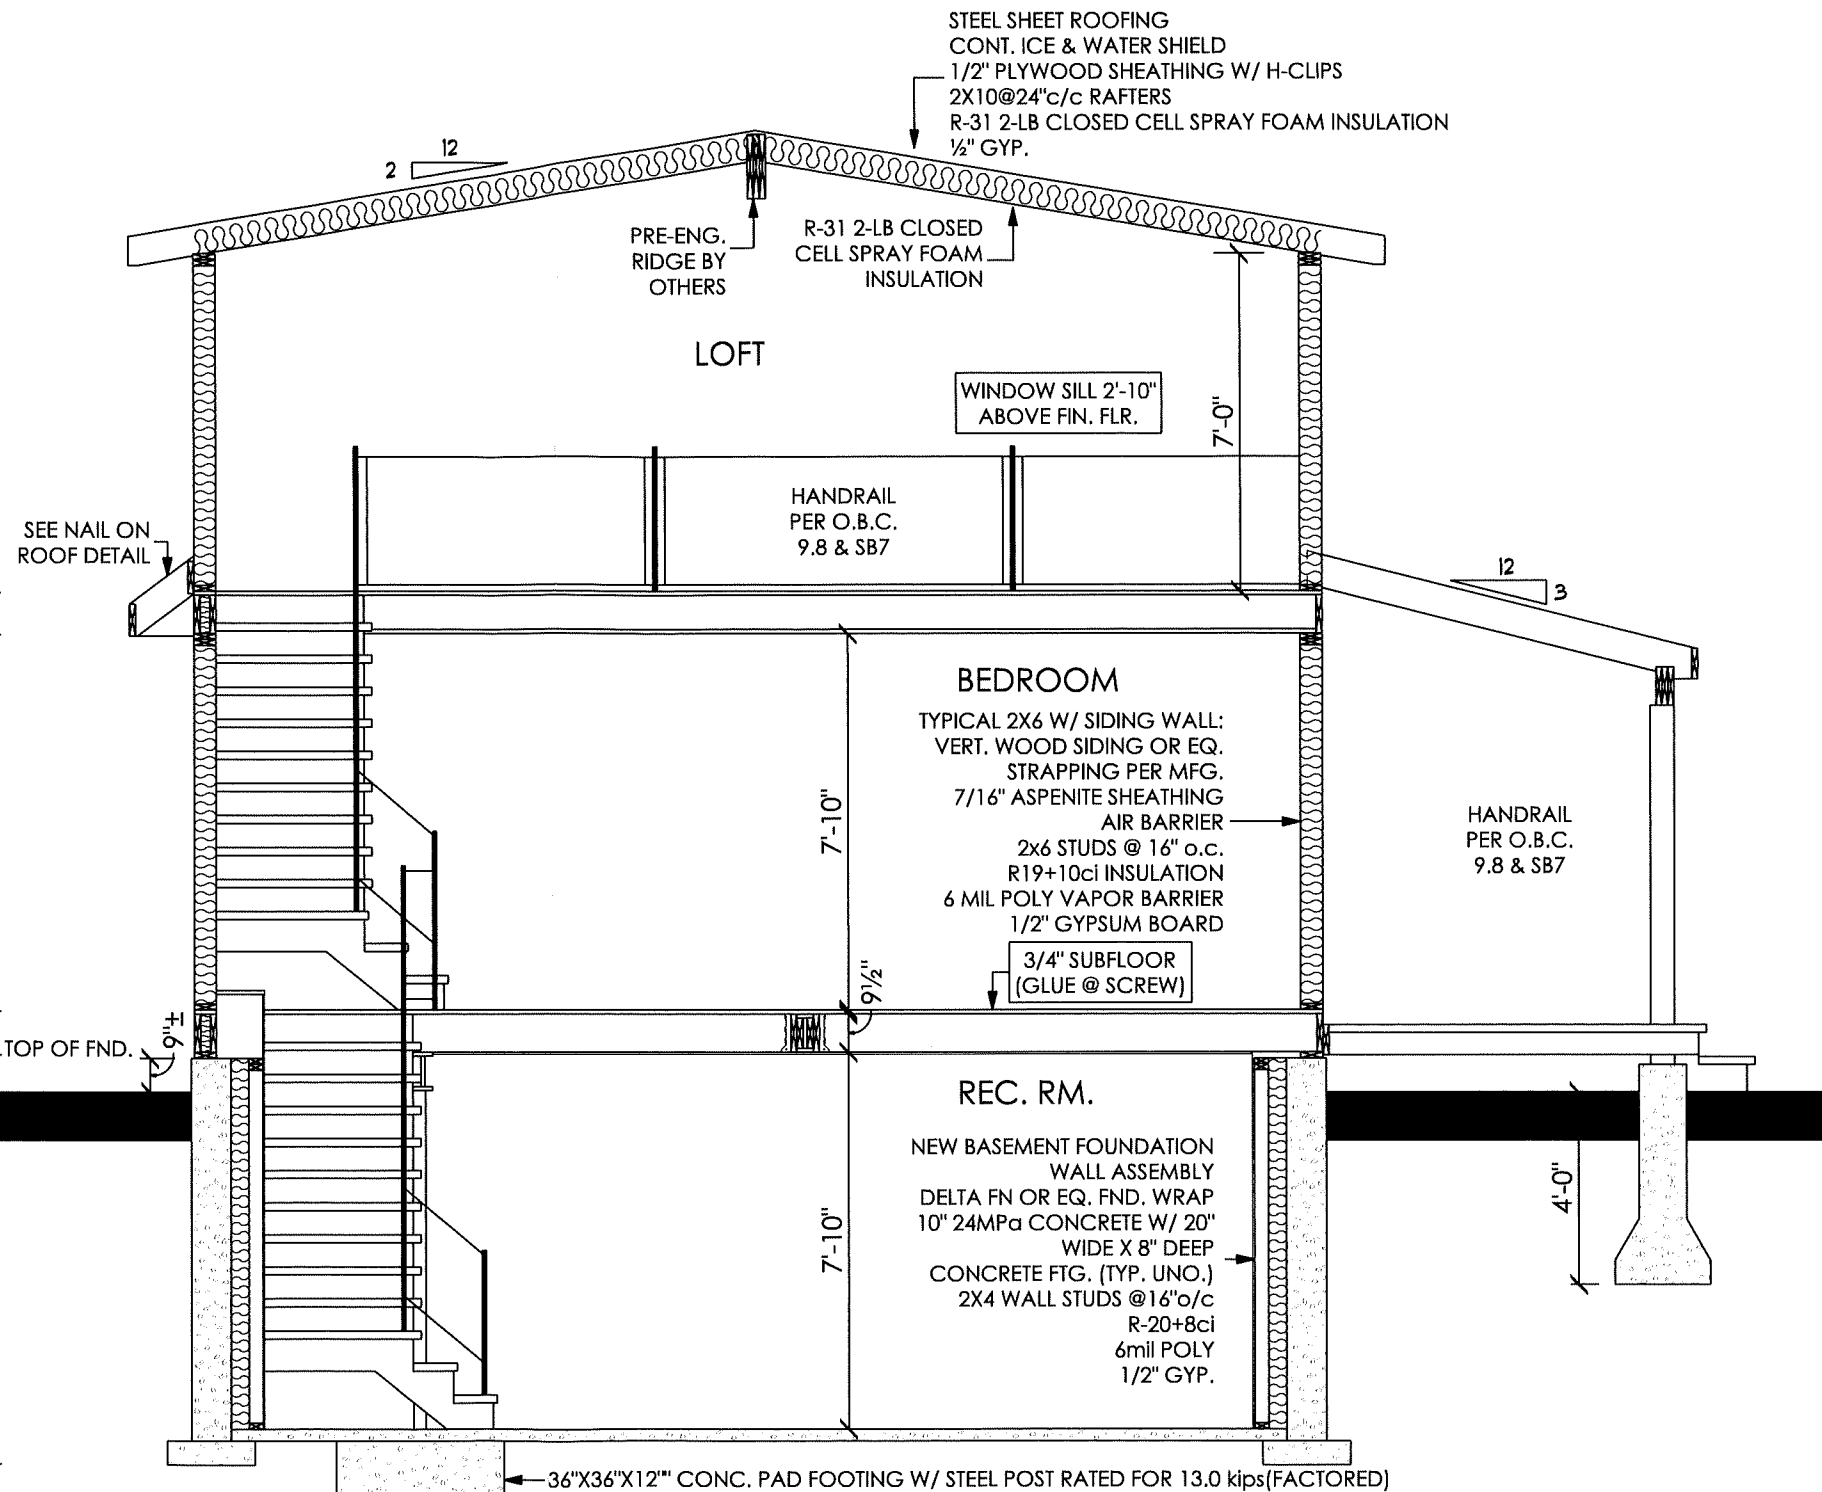 STEEL SHEET ROOFING
CONT. ICE & WATER SHIELD
1/2" PLYWOOD SHEATHING W/ H-CLIPS
2X10@24"c/c RAFTERS
R-31 2-LB CLOSED CELL SPRAY FOAM INSULATION
½" GYP.
12
2
PRE-ENG.
RIDGE BY
OTHERS
R-31 2-LB CLOSED
CELL SPRAY FOAM
INSULATION
LOFT
WINDOW SILL 2'-10"
ABOVE FIN. FLR.
7'-0"
HANDRAIL
PER O.B.C.
9.8 & SB7
SEE NAIL ON
ROOF DETAIL
12
3
BEDROOM
TYPICAL 2X6 W/ SIDING WALL:
VERT. WOOD SIDING OR EQ.
STRAPPING PER MFG.
7/16" ASPENITE SHEATHING
AIR BARRIER
2x6 STUDS @ 16" o.c.
R19+10ci INSULATION
6 MIL POLY VAPOR BARRIER
1/2" GYPSUM BOARD
7'-10"
HANDRAIL
PER O.B.C.
9.8 & SB7
3/4" SUBFLOOR
(GLUE @ SCREW)
9½"
9"±
TOP OF FND.
REC. RM.
NEW BASEMENT FOUNDATION
WALL ASSEMBLY
DELTA FN OR EQ. FND. WRAP
10" 24MPa CONCRETE W/ 20"
WIDE X 8" DEEP
CONCRETE FTG. (TYP. UNO.)
2X4 WALL STUDS @16"o/c
R-20+8ci
6mil POLY
1/2" GYP.
7'-10"
4'-0"
36"X36"X12"" CONC. PAD FOOTING W/ STEEL POST RATED FOR 13.0 kips(FACTORED)